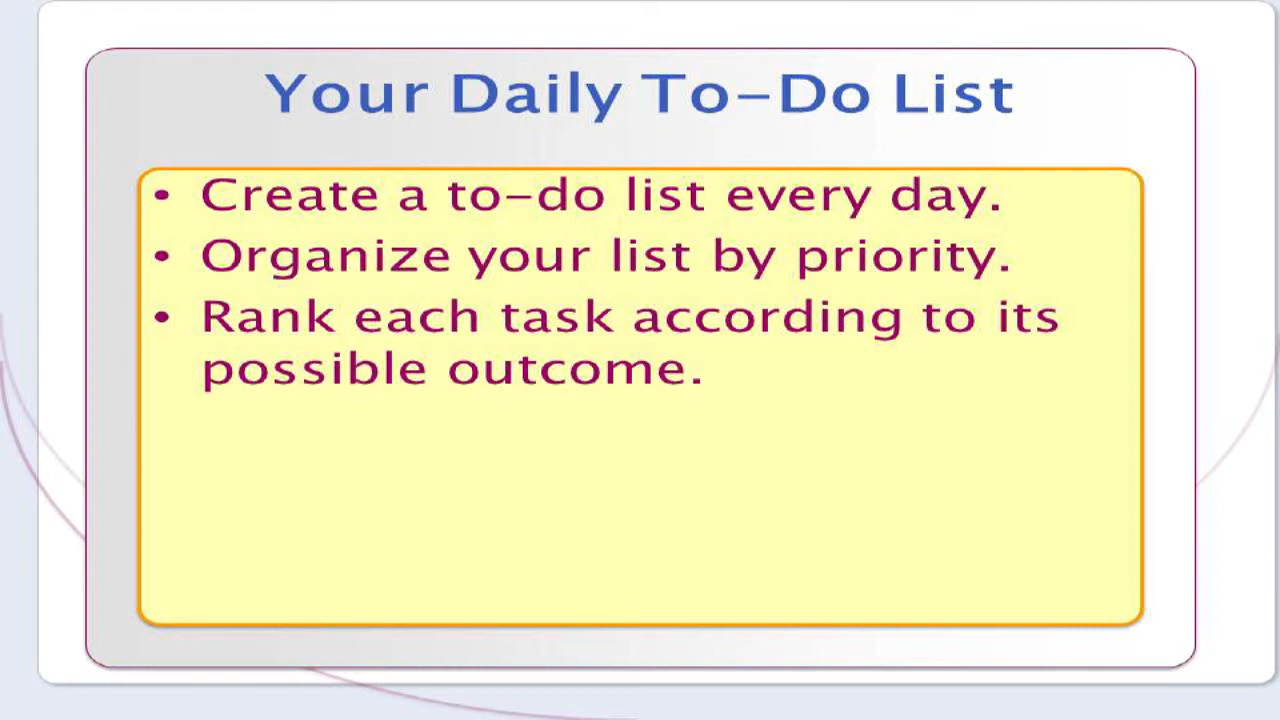 Your Daily To-Do List
• Create a to-do list every day.
• Organize your list by priority.
• Rank each task according to its
possible outcome.